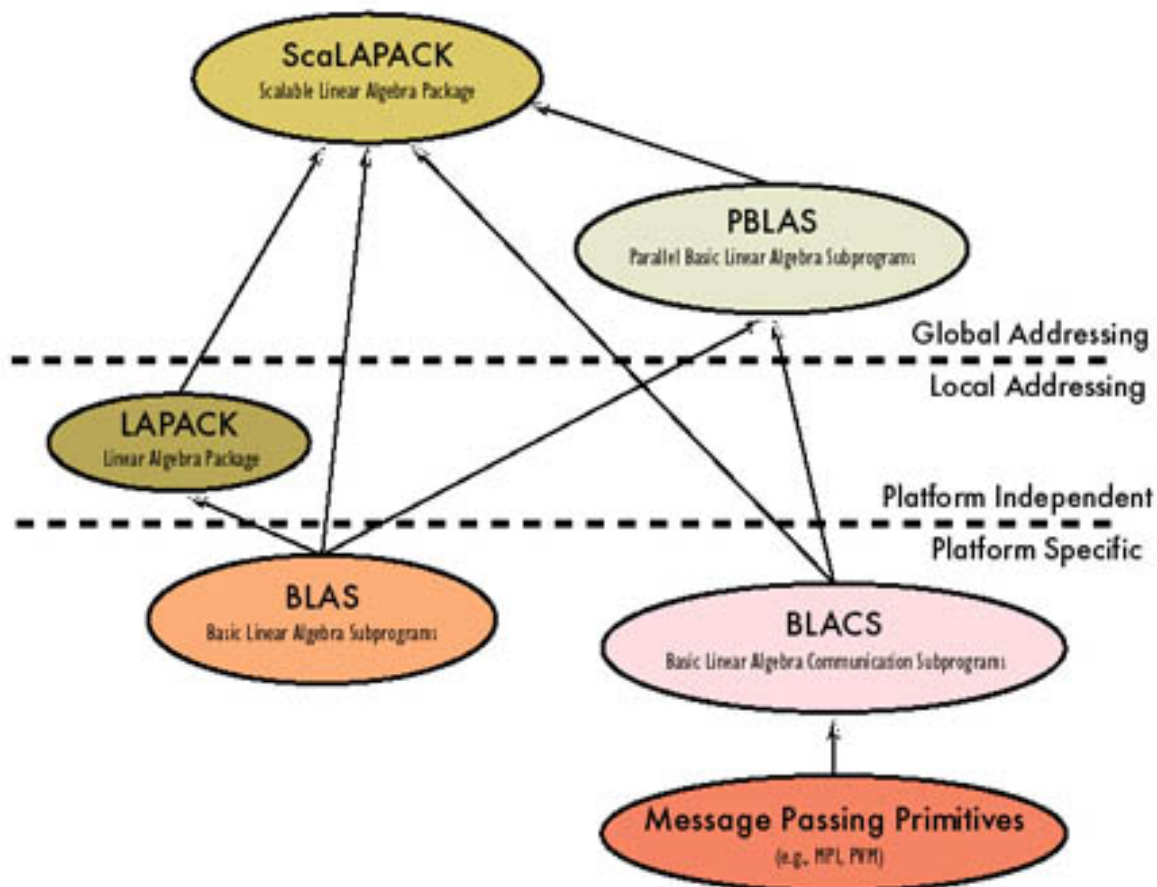 ScaLAPACK
Scalable Linear Algebra Package
PBLAS
Parallel Basic Linear Algebra Subprograms
Global Addressing
Local Addressing
LAPACK
Linear Algebra Package
Platform Independent
Platform Specific
BLAS
Basic Linear Algebra Subprograms
BLACS
Basic Linear Algebra Communication Subprograms
Message Passing Primitives
(e.g., MPI, PVM)